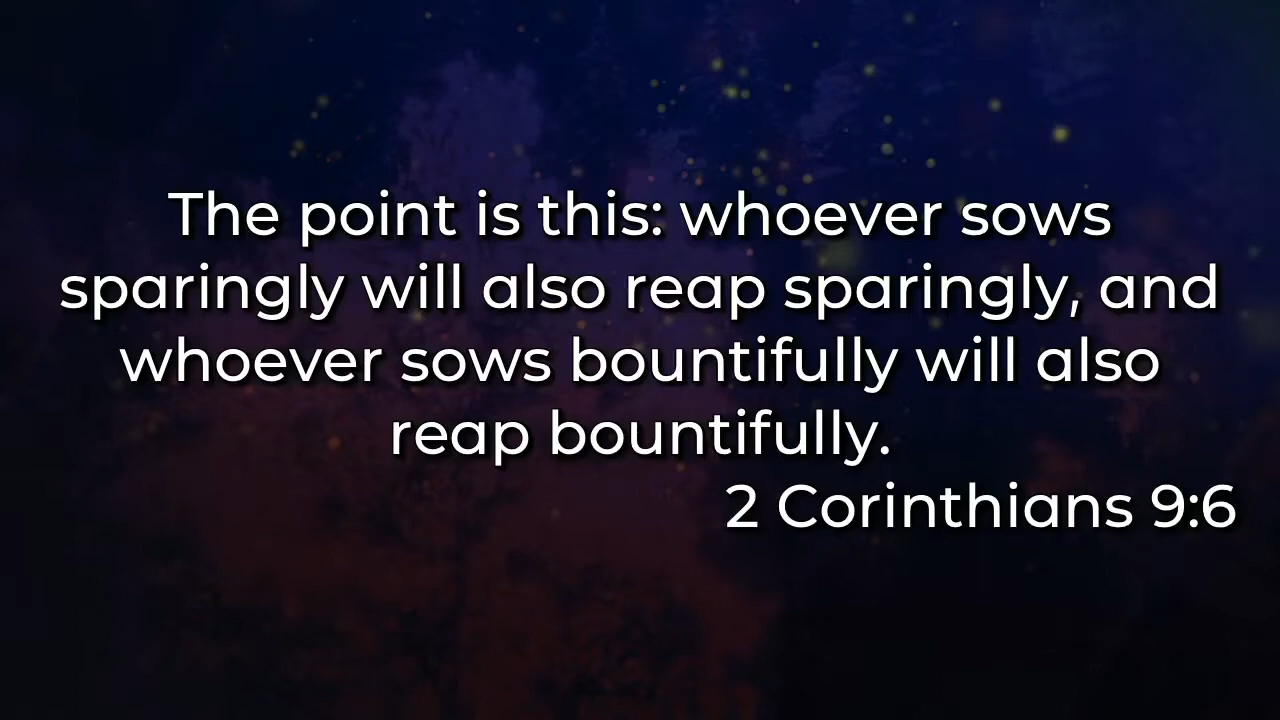 The point is this: whoever sows
sparingly will also reap sparingly, and
whoever sows bountifully will also
reap bountifully.
2 Corinthians 9:6